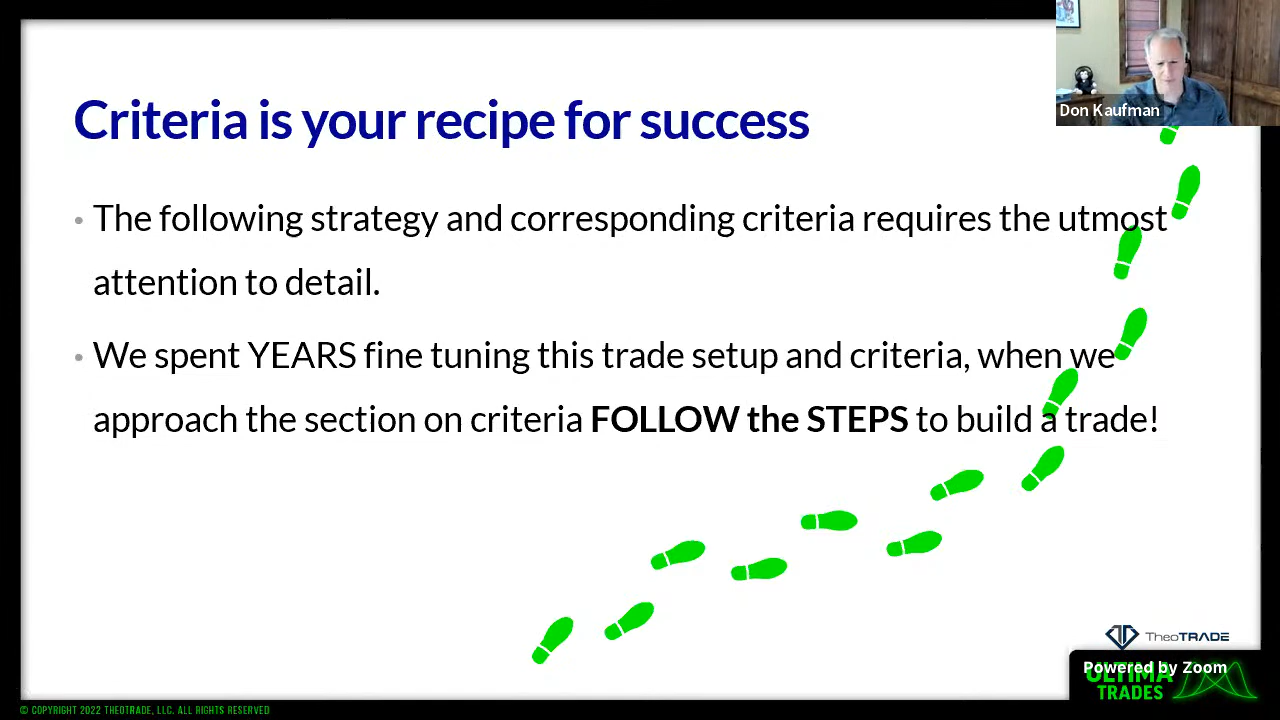 Criteria is your recipe for success
Don Kaufman
• The following strategy and corresponding criteria requires the utmost
attention to detail.
• We spent YEARS fine tuning this trade setup and criteria, when we
approach the section on criteria FOLLOW the STEPS to build a trade!
TheoTRADE
Powered by Zoom
ULTIMA
TRADES
© COPYRIGHT 2022 THEOTRADE, LLC. ALL RIGHTS RESERVED